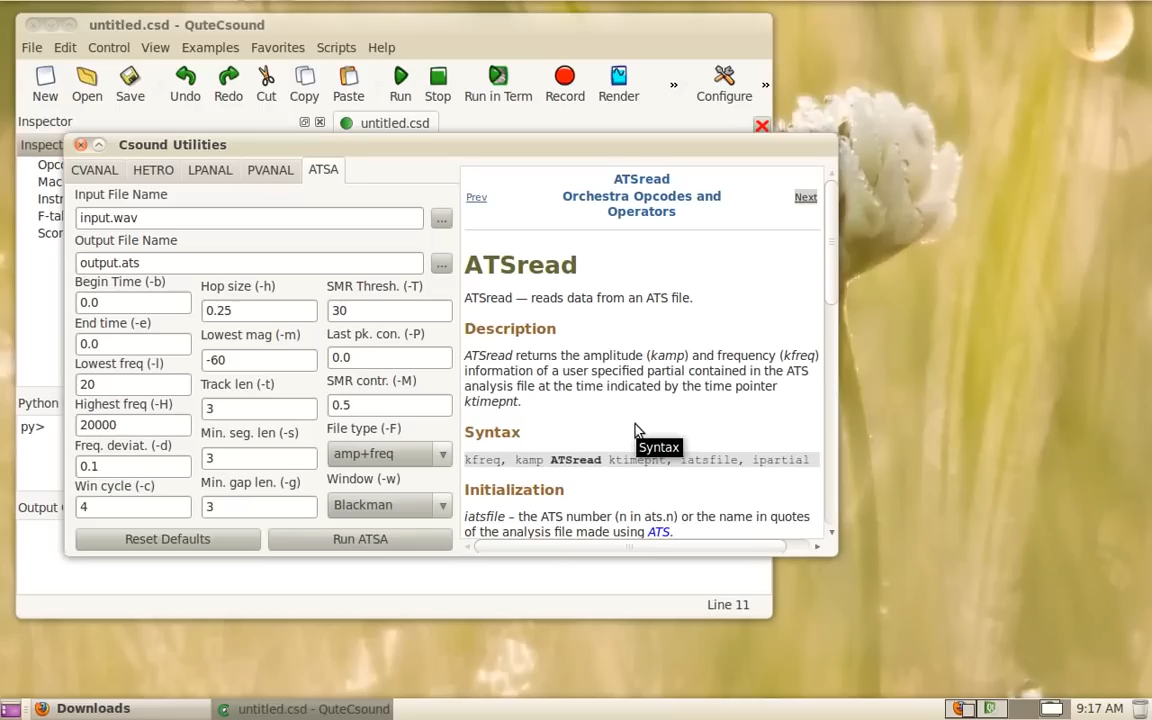 untitled.csd - QuteCsound
File Edit Control View Examples Favorites Scripts Help
New Open Save Undo Redo Cut Copy Paste Run Stop Run in Term Record Render » Configure »
Inspector
untitled.csd
Csound Utilities
CVANAL HETRO LPANAL PVANAL ATSA
Input File Name
input.wav
...
Output File Name
output.ats
...
Begin Time (-b)
0.0
End time (-e)
0.0
Lowest freq (-l)
20
Highest freq (-H)
20000
Freq. deviat. (-d)
0.1
Win cycle (-c)
4
Hop size (-h)
0.25
Lowest mag (-m)
-60
Track len (-t)
3
Min. seg. len (-s)
3
Min. gap len. (-g)
3
SMR Thresh. (-T)
30
Last pk. con. (-P)
0.0
SMR contr. (-M)
0.5
File type (-F)
amp+freq
Window (-w)
Blackman
Reset Defaults
Run ATSA
ATSread
Prev Orchestra Opcodes and Next
Operators
ATSread
ATSread — reads data from an ATS file.
Description
ATSread returns the amplitude (kamp) and frequency (kfreq)
information of a user specified partial contained in the ATS
analysis file at the time indicated by the time pointer
ktimepnt.
Syntax
Syntax
kfreq, kamp ATSread ktimepnt, iatsfile, ipartial
Initialization
iatsfile – the ATS number (n in ats.n) or the name in quotes
of the analysis file made using ATS.
Inspect
Opc
Mac
Instr
F-ta
Scor
Python
py>
Output
Line 11
Downloads
untitled.csd - QuteCsound
9:17 AM